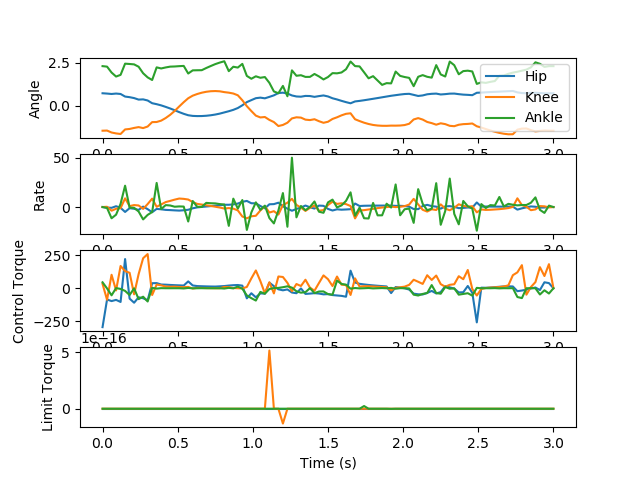 2.5
0.0
Angle
Hip
Knee
Ankle
0.0 0.5 1.0 1.5 2.0 2.5 3.0
50
0
Rate
0.0 0.5 1.0 1.5 2.0 2.5 3.0
250
0
−250
Control Torque
0.0 0.5 1.0 1.5 2.0 2.5 3.0
1e−16
5
0
Limit Torque
0.0 0.5 1.0 1.5 2.0 2.5 3.0
Time (s)